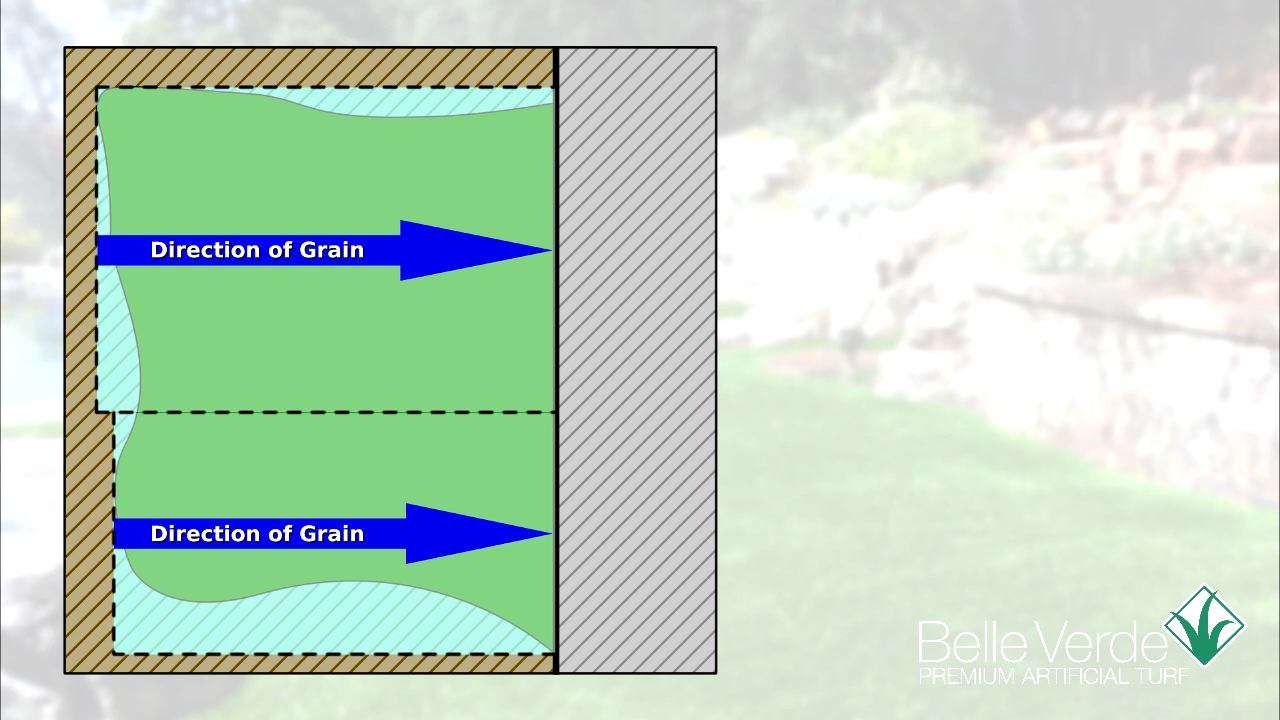 Direction of Grain
Direction of Grain
Belle Verde
PREMIUM ARTIFICIAL TURF